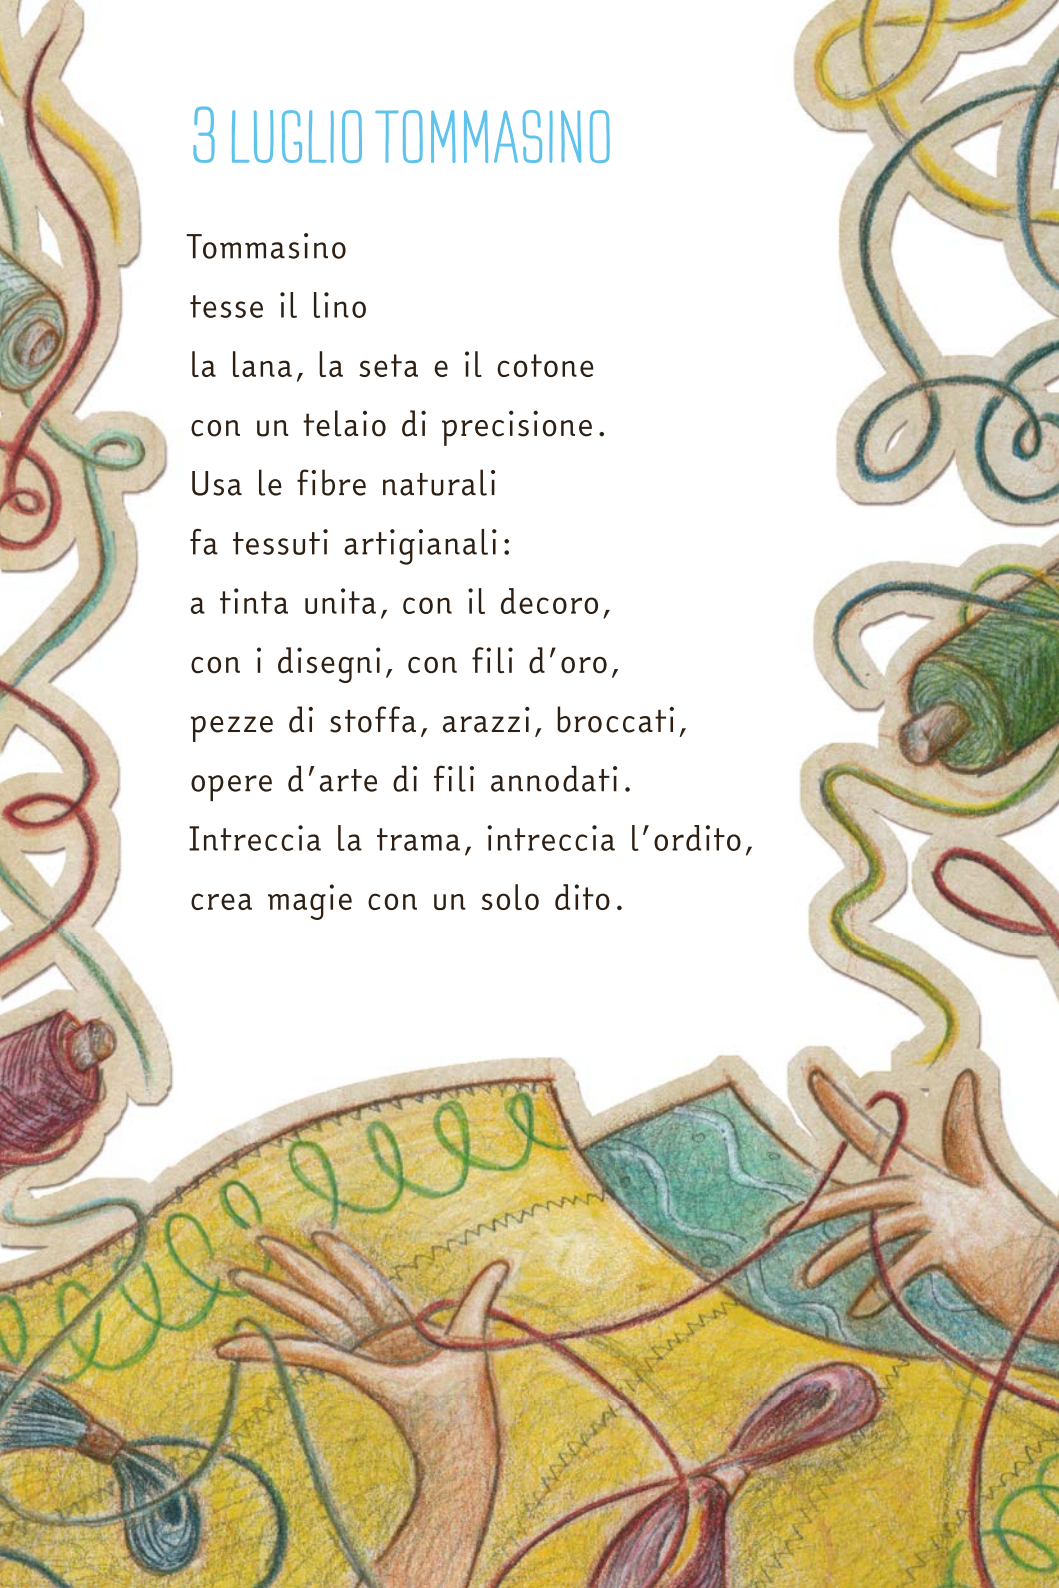 3 LUGLIO TOMMASINO
Tommasino
tesse il lino
la lana, la seta e il cotone
con un telaio di precisione.
Usa le fibre naturali
fa tessuti artigianali:
a tinta unita, con il decoro,
con i disegni, con fili d’oro,
pezze di stoffa, arazzi, broccati,
opere d’arte di fili annodati.
Intreccia la trama, intreccia l’ordito,
crea magie con un solo dito.